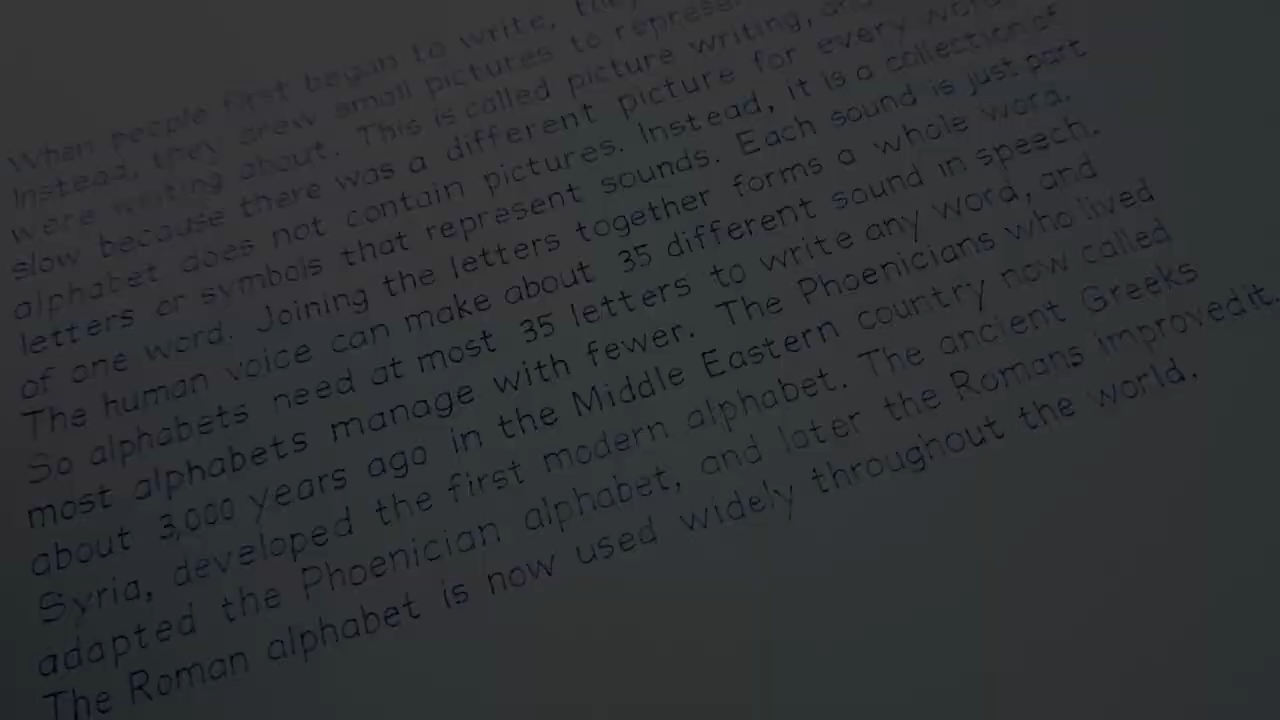 When people first began to write, they
Instead, they drew small pictures to represent
were writing about. This is called picture writing, and
slow because there was a different picture for every word
alphabet does not contain pictures. Instead, it is a collection of
letters or symbols that represent sounds. Each sound is just part
of one word. Joining the letters together forms a whole word.
The human voice can make about 35 different sound in speech.
So alphabets need at most 35 letters to write any word, and
most alphabets manage with fewer. The Phoenicians who lived
about 3,000 years ago in the Middle Eastern country now called
Syria, developed the first modern alphabet. The ancient Greeks
adapted the Phoenician alphabet, and later the Romans improvedit.
The Roman alphabet is now used widely throughout the world.